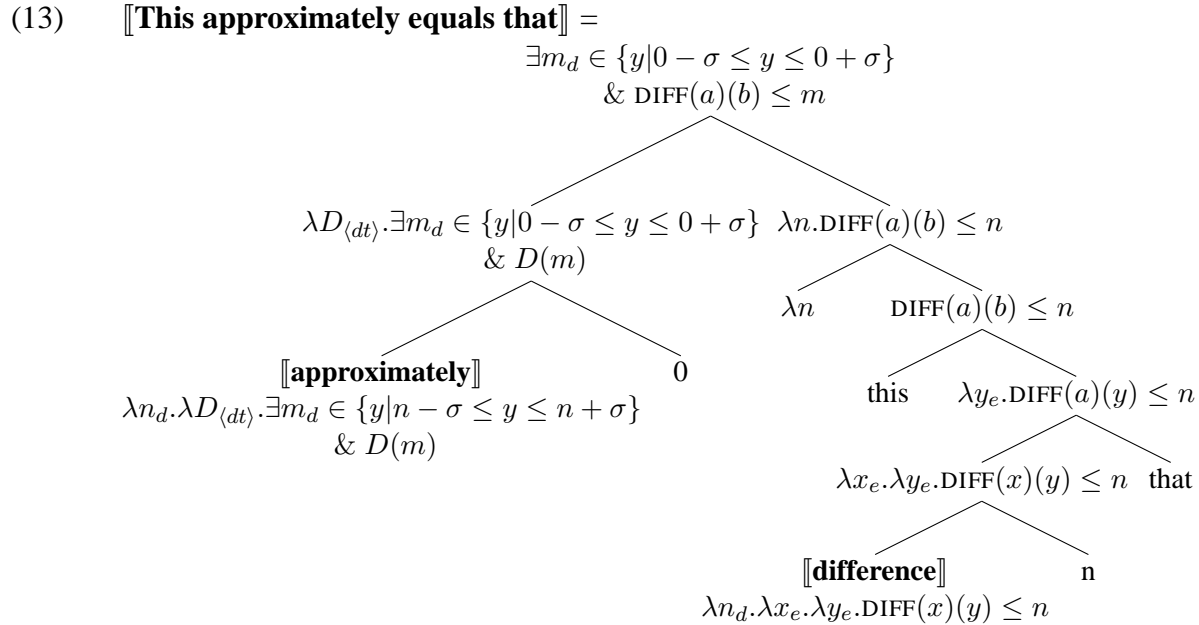 (13) ⟦This approximately equals that⟧ =
∃m_d ∈ {y|0 − σ ≤ y ≤ 0 + σ}
& DIFF(a)(b) ≤ m
λD_⟨dt⟩.∃m_d ∈ {y|0 − σ ≤ y ≤ 0 + σ} λn.DIFF(a)(b) ≤ n
& D(m)
λn DIFF(a)(b) ≤ n
⟦approximately⟧ 0
λn_d.λD_⟨dt⟩.∃m_d ∈ {y|n − σ ≤ y ≤ n + σ}
& D(m)
this λy_e.DIFF(a)(y) ≤ n
λx_e.λy_e.DIFF(x)(y) ≤ n that
⟦difference⟧ n
λn_d.λx_e.λy_e.DIFF(x)(y) ≤ n